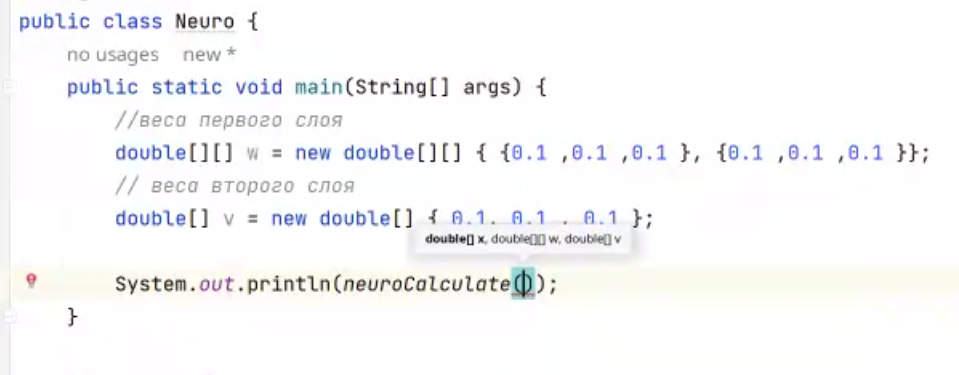 public class Neuro {
no usages   new *
public static void main(String[] args) {
//веса первого слоя
double[][] w = new double[][] { {0.1 ,0.1 ,0.1 }, {0.1 ,0.1 ,0.1 }};
// веса второго слоя
double[] v = new double[] { 0.1, 0.1 , 0.1 };
double[] x, double[][] w, double[] v
System.out.println(neuroCalculate());
}